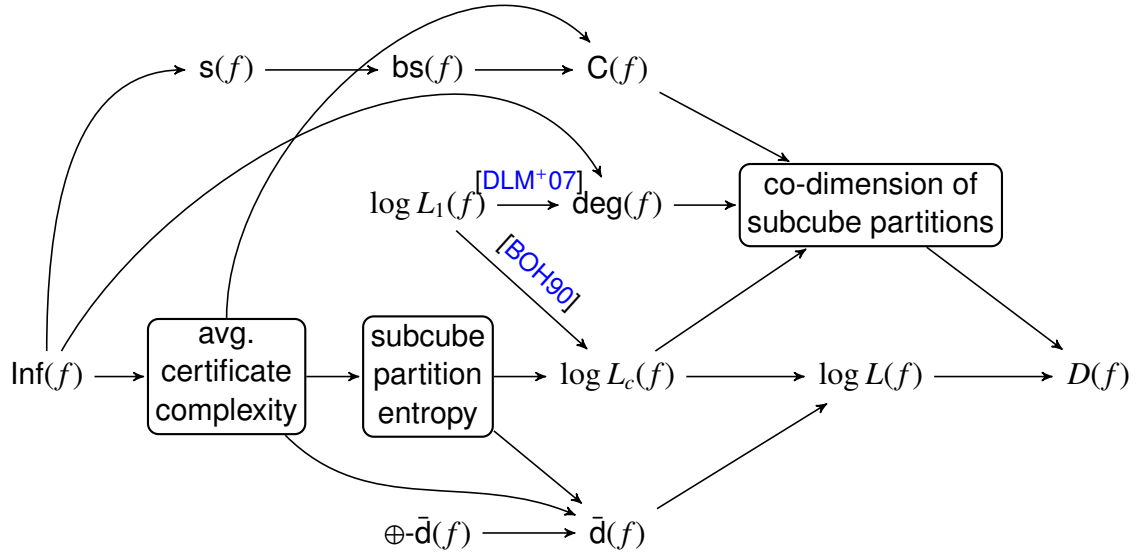 s(f)
bs(f)
C(f)
log L₁(f)
[DLM⁺07]
deg(f)
co-dimension of
subcube partitions
[BOH90]
Inf(f)
avg.
certificate
complexity
subcube
partition
entropy
log L_c(f)
log L(f)
D(f)
⊕-d̄(f)
d̄(f)